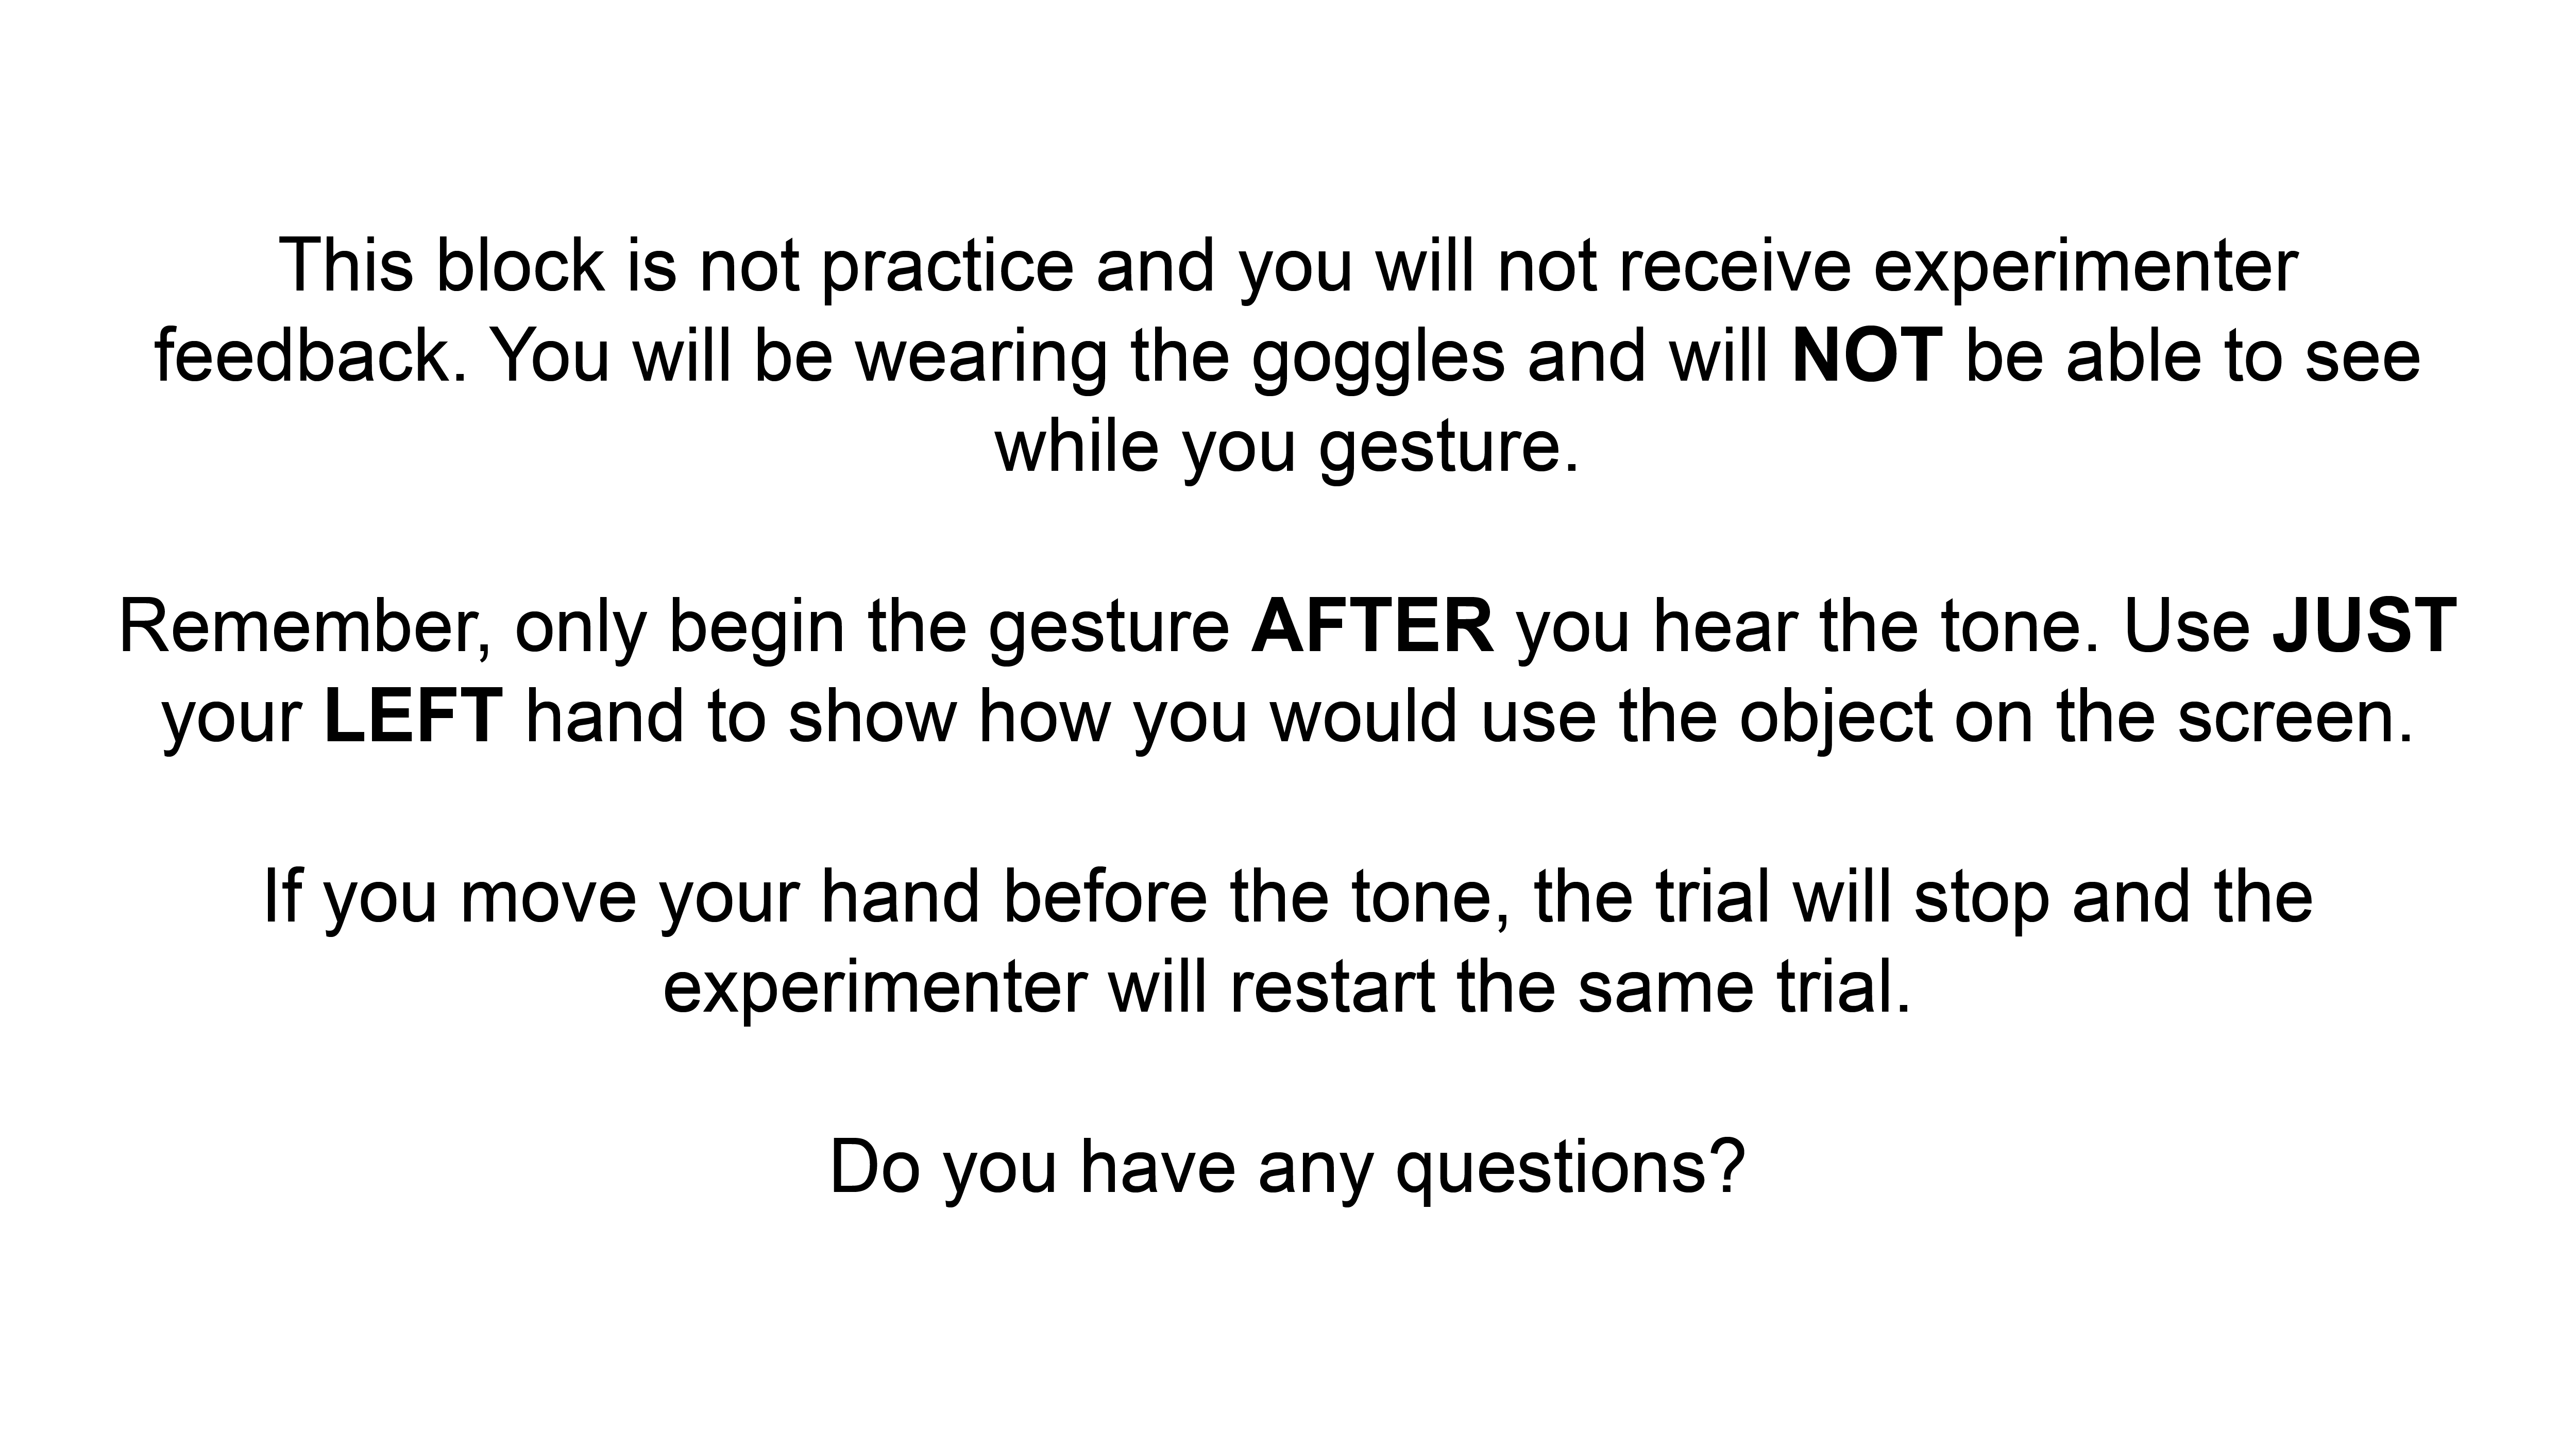 This block is not practice and you will not receive experimenter
feedback. You will be wearing the goggles and will NOT be able to see
while you gesture.
Remember, only begin the gesture AFTER you hear the tone. Use JUST
your LEFT hand to show how you would use the object on the screen.
If you move your hand before the tone, the trial will stop and the
experimenter will restart the same trial.
Do you have any questions?